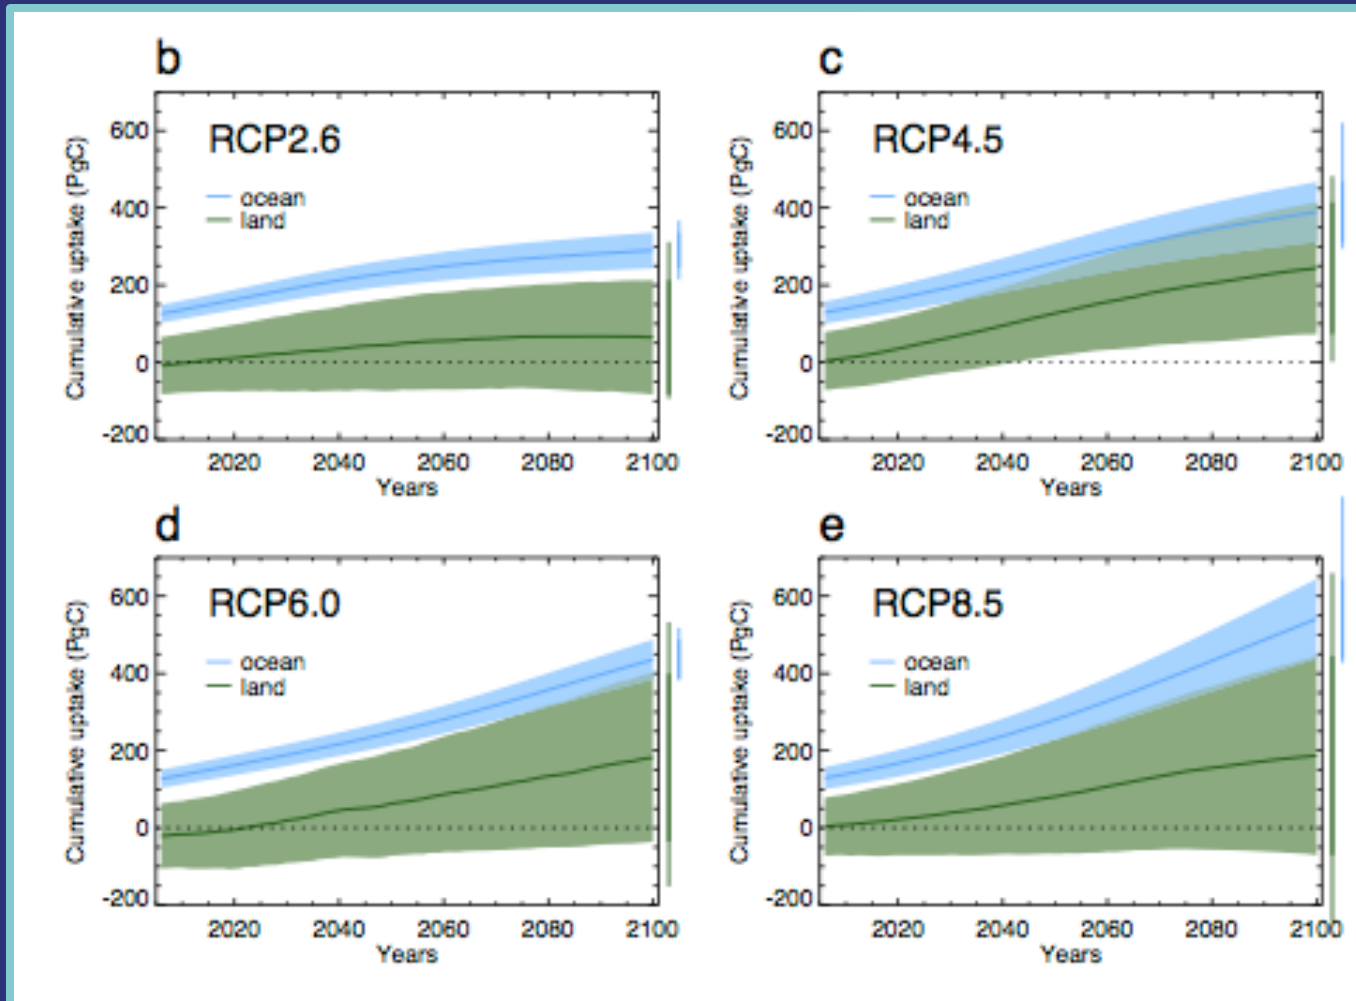 b
RCP2.6
ocean
land
Cumulative uptake (PgC)
600
400
200
0
-200
2020 2040 2060 2080 2100
Years
c
RCP4.5
ocean
land
Cumulative uptake (PgC)
600
400
200
0
-200
2020 2040 2060 2080 2100
Years
d
RCP6.0
ocean
land
Cumulative uptake (PgC)
600
400
200
0
-200
2020 2040 2060 2080 2100
Years
e
RCP8.5
ocean
land
Cumulative uptake (PgC)
600
400
200
0
-200
2020 2040 2060 2080 2100
Years